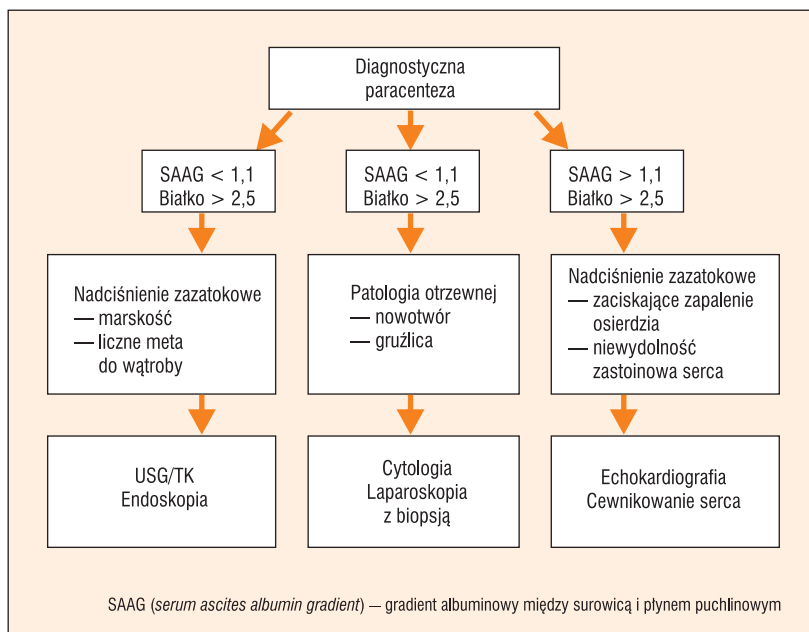 Diagnostyczna
paracenteza
SAAG < 1,1
Białko > 2,5
SAAG < 1,1
Białko > 2,5
SAAG > 1,1
Białko > 2,5
Nadciśnienie zazatokowe
— marskość
— liczne meta
do wątroby
Patologia otrzewnej
— nowotwór
— gruźlica
Nadciśnienie zazatokowe
— zaciskające zapalenie
osierdzia
— niewydolność
zastoinowa serca
USG/TK
Endoskopia
Cytologia
Laparoskopia
z biopsją
Echokardiografia
Cewnikowanie serca
SAAG (serum ascites albumin gradient) — gradient albuminowy między surowicą i płynem puchlinowym